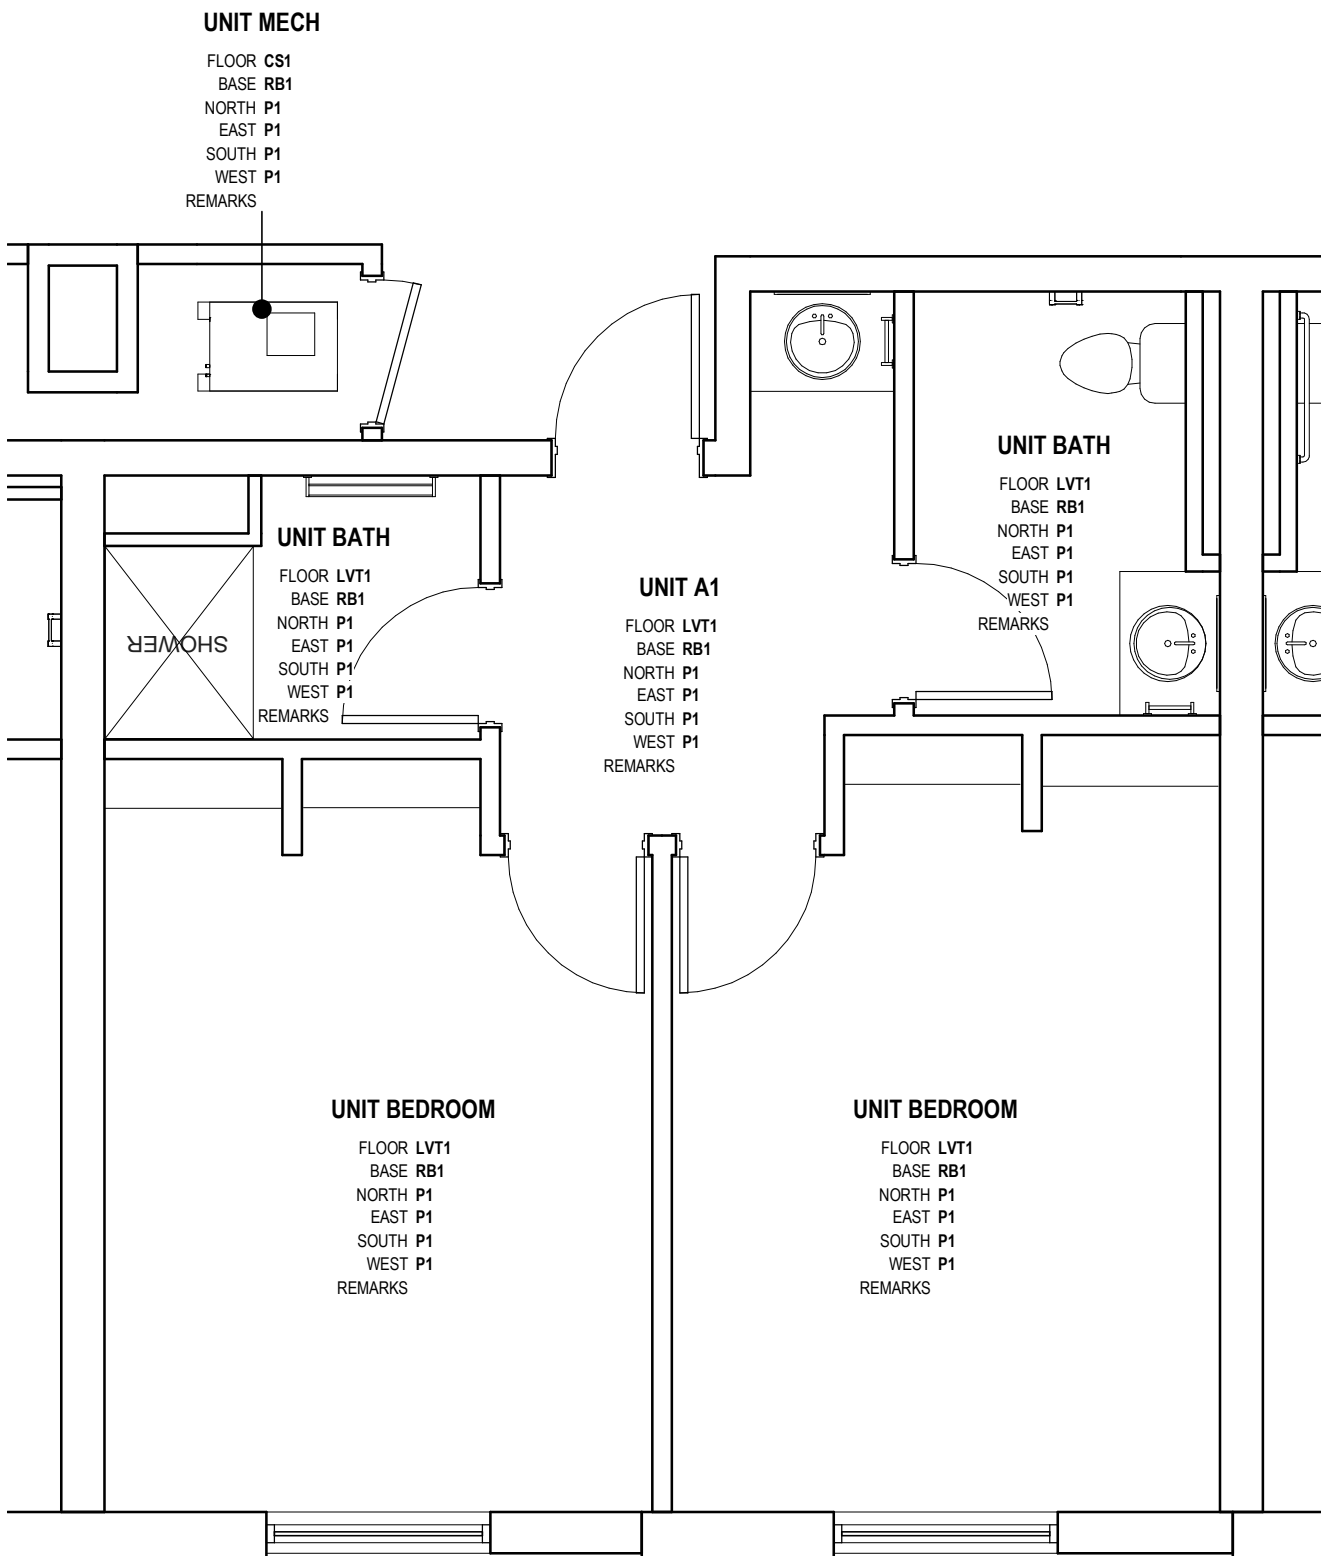 UNIT MECH
FLOOR CS1
BASE RB1
NORTH P1
EAST P1
SOUTH P1
WEST P1
REMARKS
UNIT BATH
FLOOR LVT1
BASE RB1
NORTH P1
EAST P1
SOUTH P1
WEST P1
REMARKS
UNIT BATH
FLOOR LVT1
BASE RB1
NORTH P1
EAST P1
SOUTH P1
WEST P1
REMARKS
SHOWER
UNIT A1
FLOOR LVT1
BASE RB1
NORTH P1
EAST P1
SOUTH P1
WEST P1
REMARKS
UNIT BEDROOM
FLOOR LVT1
BASE RB1
NORTH P1
EAST P1
SOUTH P1
WEST P1
REMARKS
UNIT BEDROOM
FLOOR LVT1
BASE RB1
NORTH P1
EAST P1
SOUTH P1
WEST P1
REMARKS